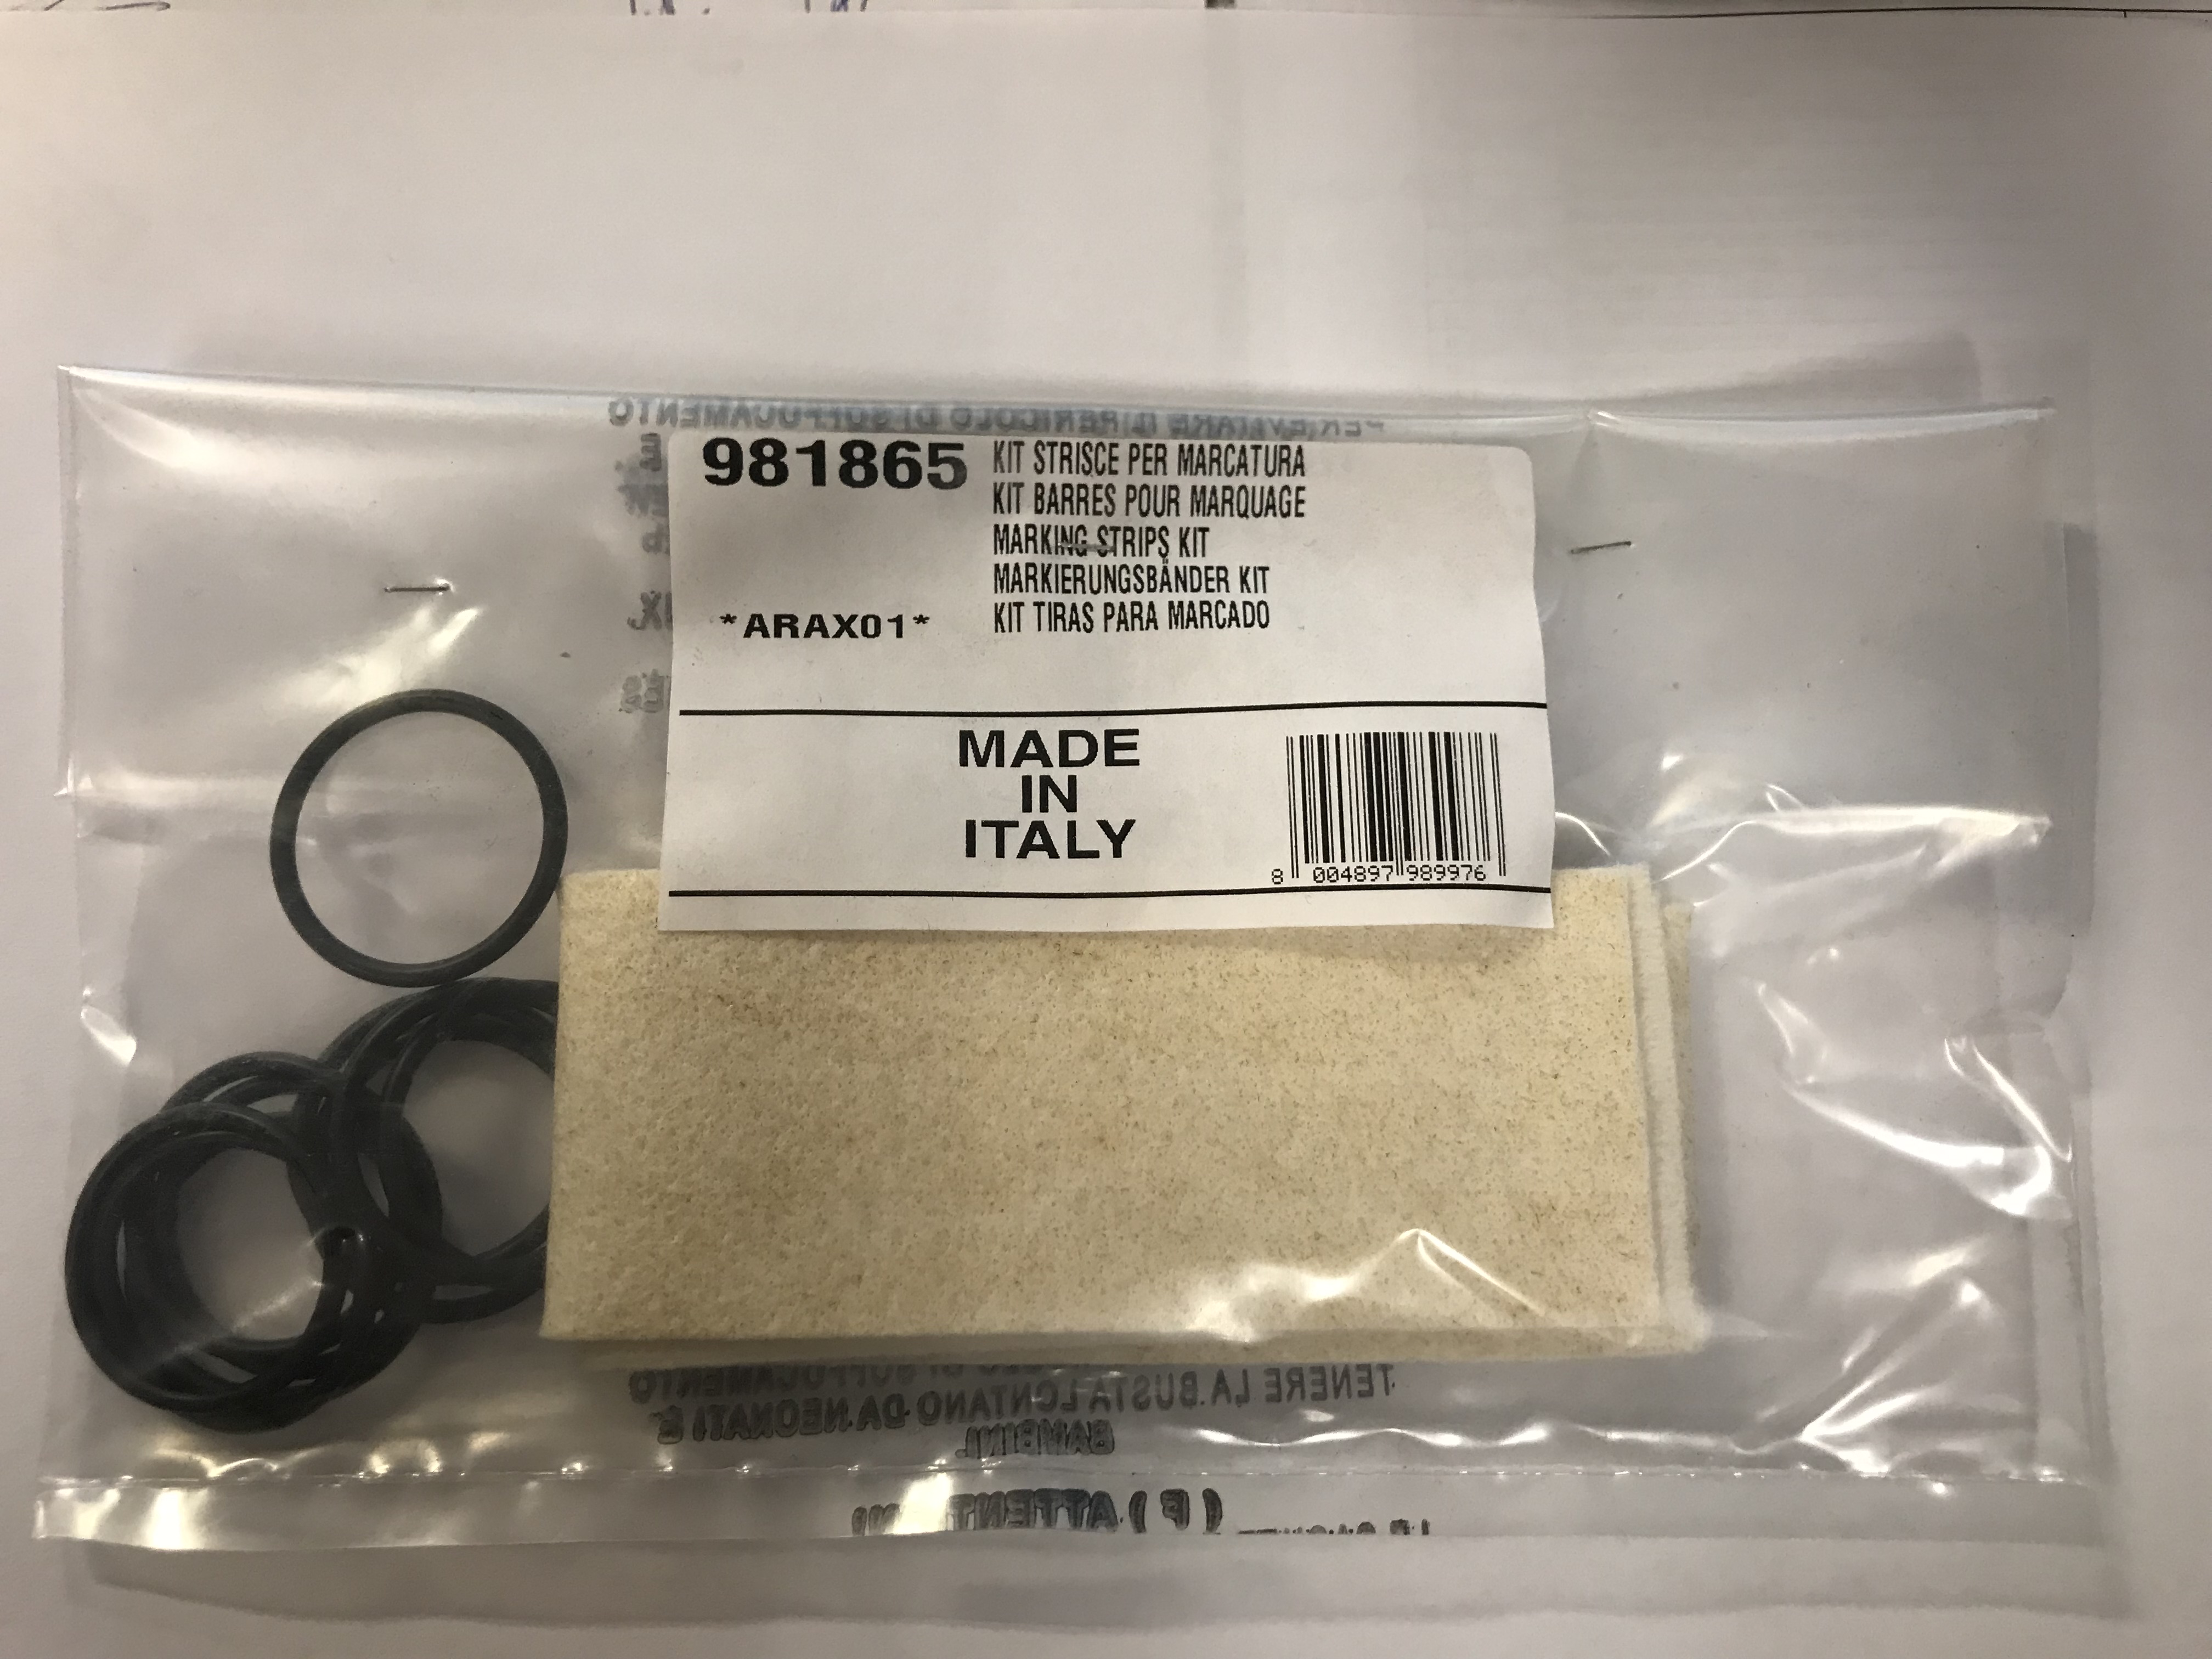 981865
KIT STRISCE PER MARCATURA
KIT BARRES POUR MARQUAGE
MARKING STRIPS KIT
MARKIERUNGSBÄNDER KIT
*ARAX01*
KIT TIRAS PARA MARCADO
MADE
IN
ITALY
8 004897 989976
TENERE LA BUSTA LONTANO DA NEONATI E
BAMBINI.
( F )